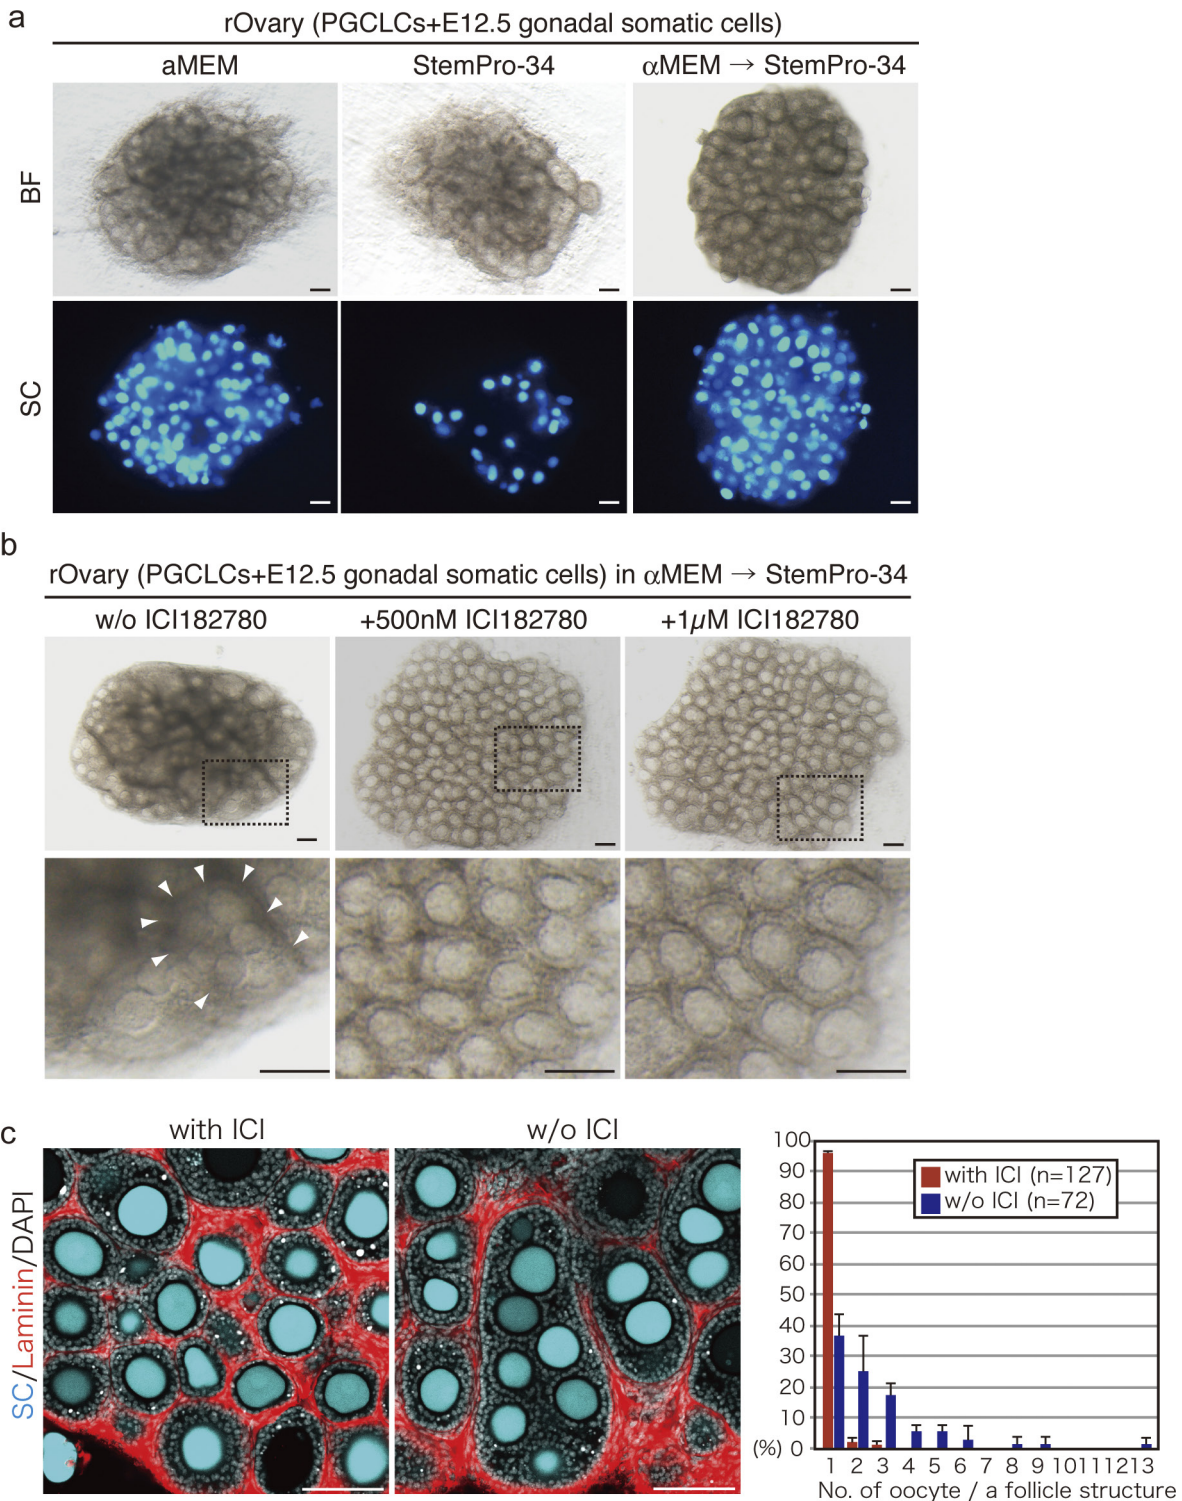 a
rOvary (PGCLCs+E12.5 gonadal somatic cells)
aMEM
StemPro-34
αMEM → StemPro-34
BF
SC
b
rOvary (PGCLCs+E12.5 gonadal somatic cells) in αMEM → StemPro-34
w/o ICI182780
+500nM ICI182780
+1µM ICI182780
c
with ICI
w/o ICI
SC/Laminin/DAPI
100
90
80
70
60
50
40
30
20
10
(%) 0
with ICI (n=127)
w/o ICI (n=72)
1 2 3 4 5 6 7 8 9 10 11 12 13
No. of oocyte / a follicle structure